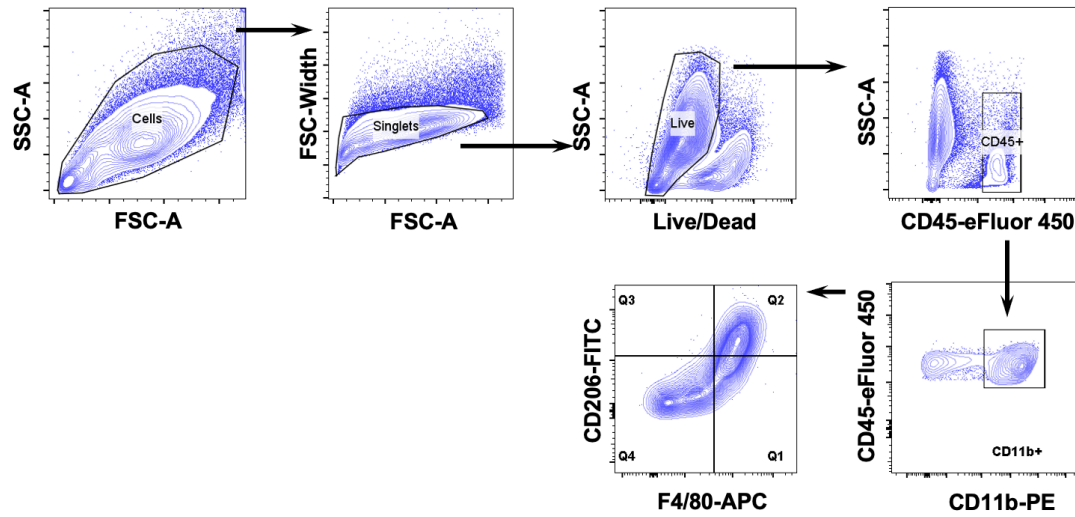 SSC-A
Cells
FSC-A
FSC-Width
Singlets
FSC-A
SSC-A
Live
Live/Dead
SSC-A
CD45+
CD45-eFluor 450
CD206-FITC
Q3
Q2
Q4
Q1
F4/80-APC
CD45-eFluor 450
CD11b+
CD11b-PE